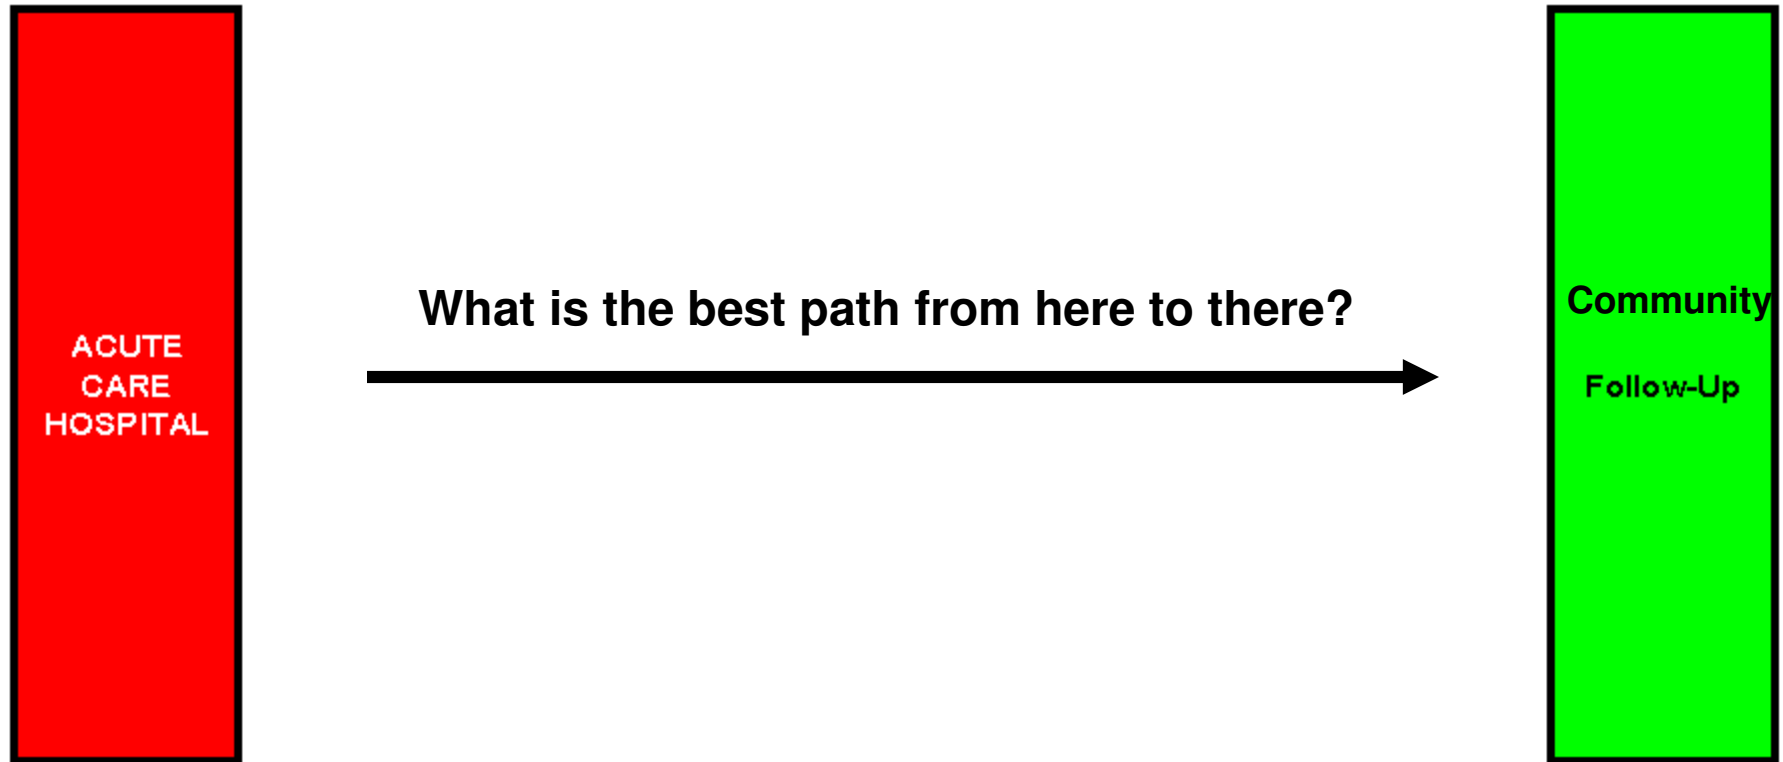 ACUTE
CARE
HOSPITAL
What is the best path from here to there?
Community
Follow-Up